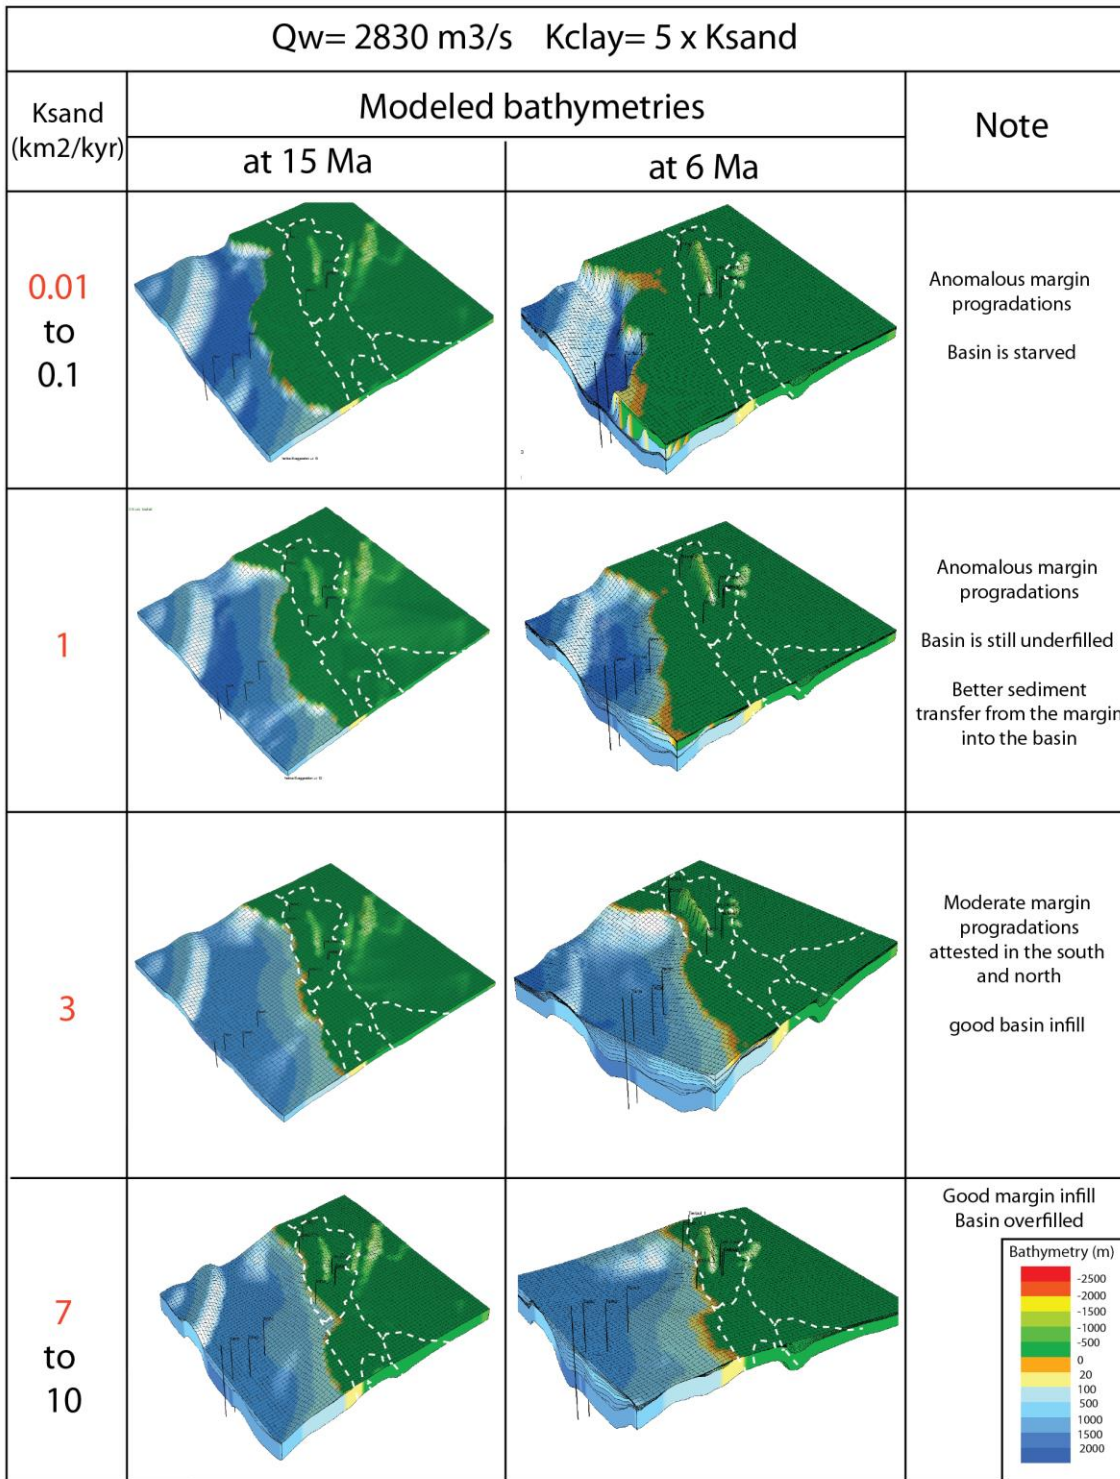 Qw= 2830 m3/s Kclay= 5 x Ksand
Ksand
(km2/kyr)
Modeled bathymetries
Note
at 15 Ma
at 6 Ma
0.01
to
0.1
Anomalous margin
progradations
Basin is starved
1
Anomalous margin
progradations
Basin is still underfilled
Better sediment
transfer from the margin
into the basin
3
Moderate margin
progradations
attested in the south
and north
good basin infill
7
to
10
Good margin infill
Basin overfilled
Bathymetry (m)
-2500
-2000
-1500
-1000
-500
0
20
100
500
1000
1500
2000